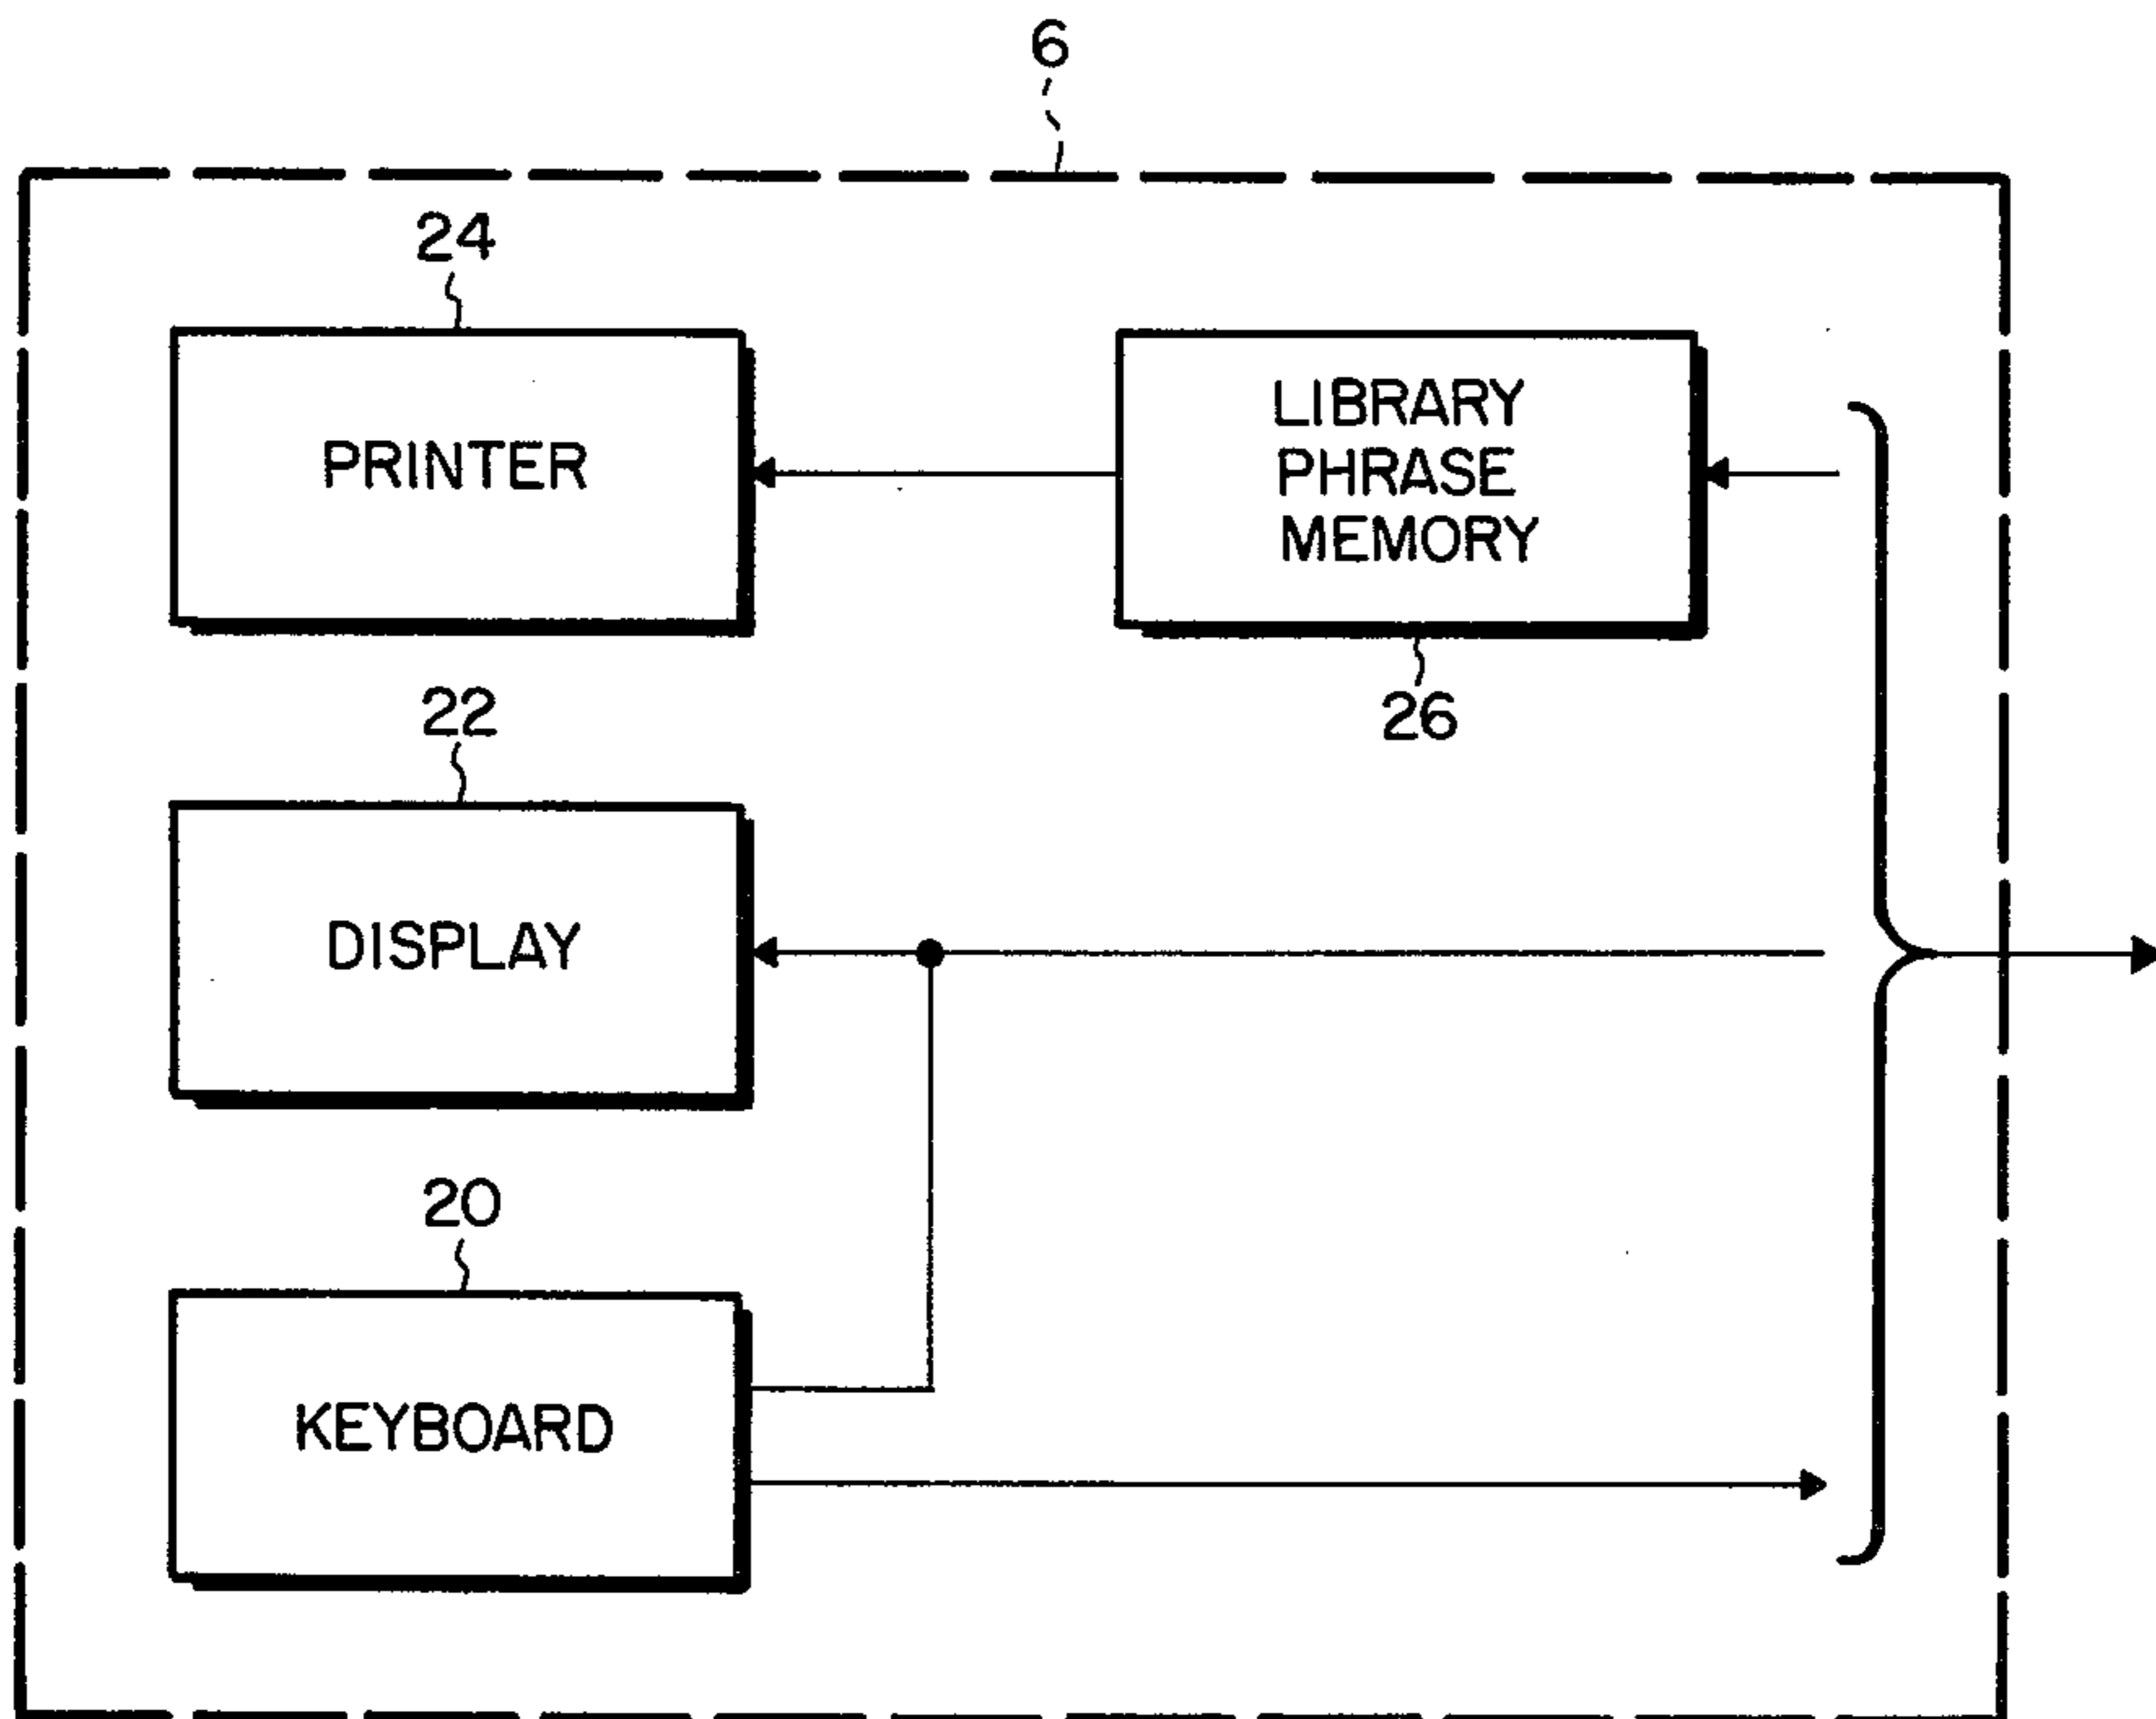 6
24
PRINTER
LIBRARY
PHRASE
MEMORY
26
22
DISPLAY
20
KEYBOARD